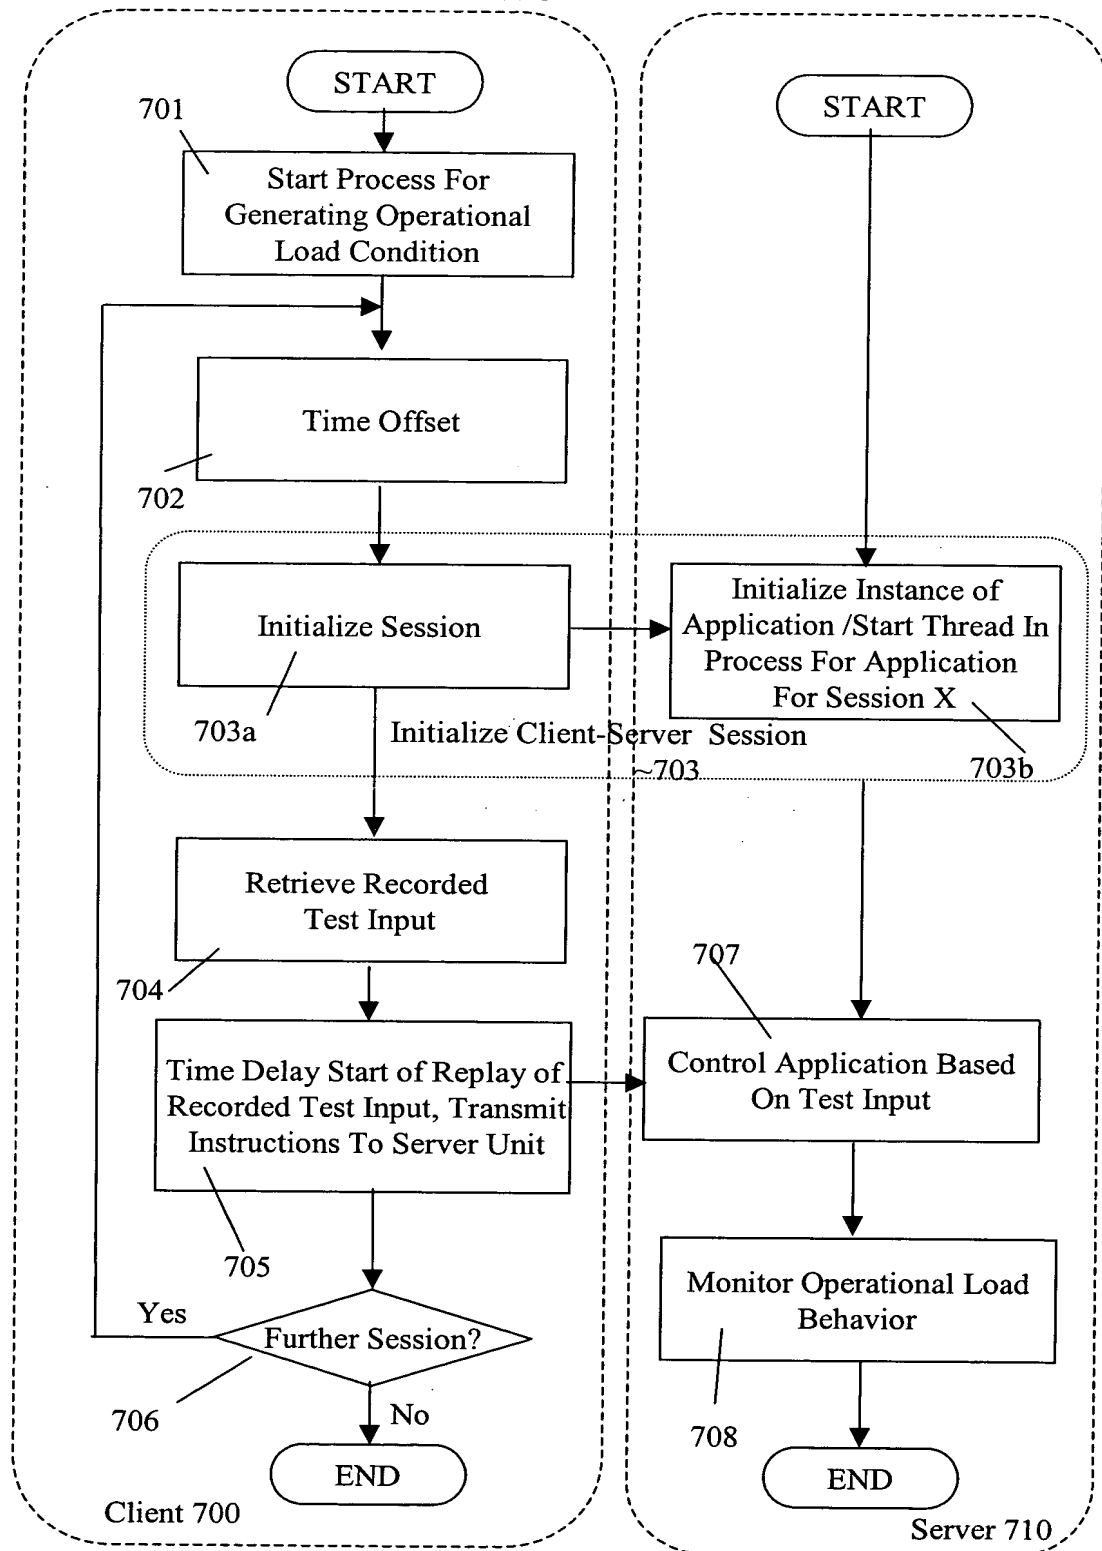 START
701
Start Process For
Generating Operational
Load Condition
Time Offset
702
Initialize Session
703a
Initialize Client-Server Session
~703
Retrieve Recorded
Test Input
704
Time Delay Start of Replay of
Recorded Test Input, Transmit
Instructions To Server Unit
705
Yes
Further Session?
706
No
END
Client 700
START
Initialize Instance of
Application /Start Thread In
Process For Application
For Session X
703b
707
Control Application Based
On Test Input
Monitor Operational Load
Behavior
708
END
Server 710